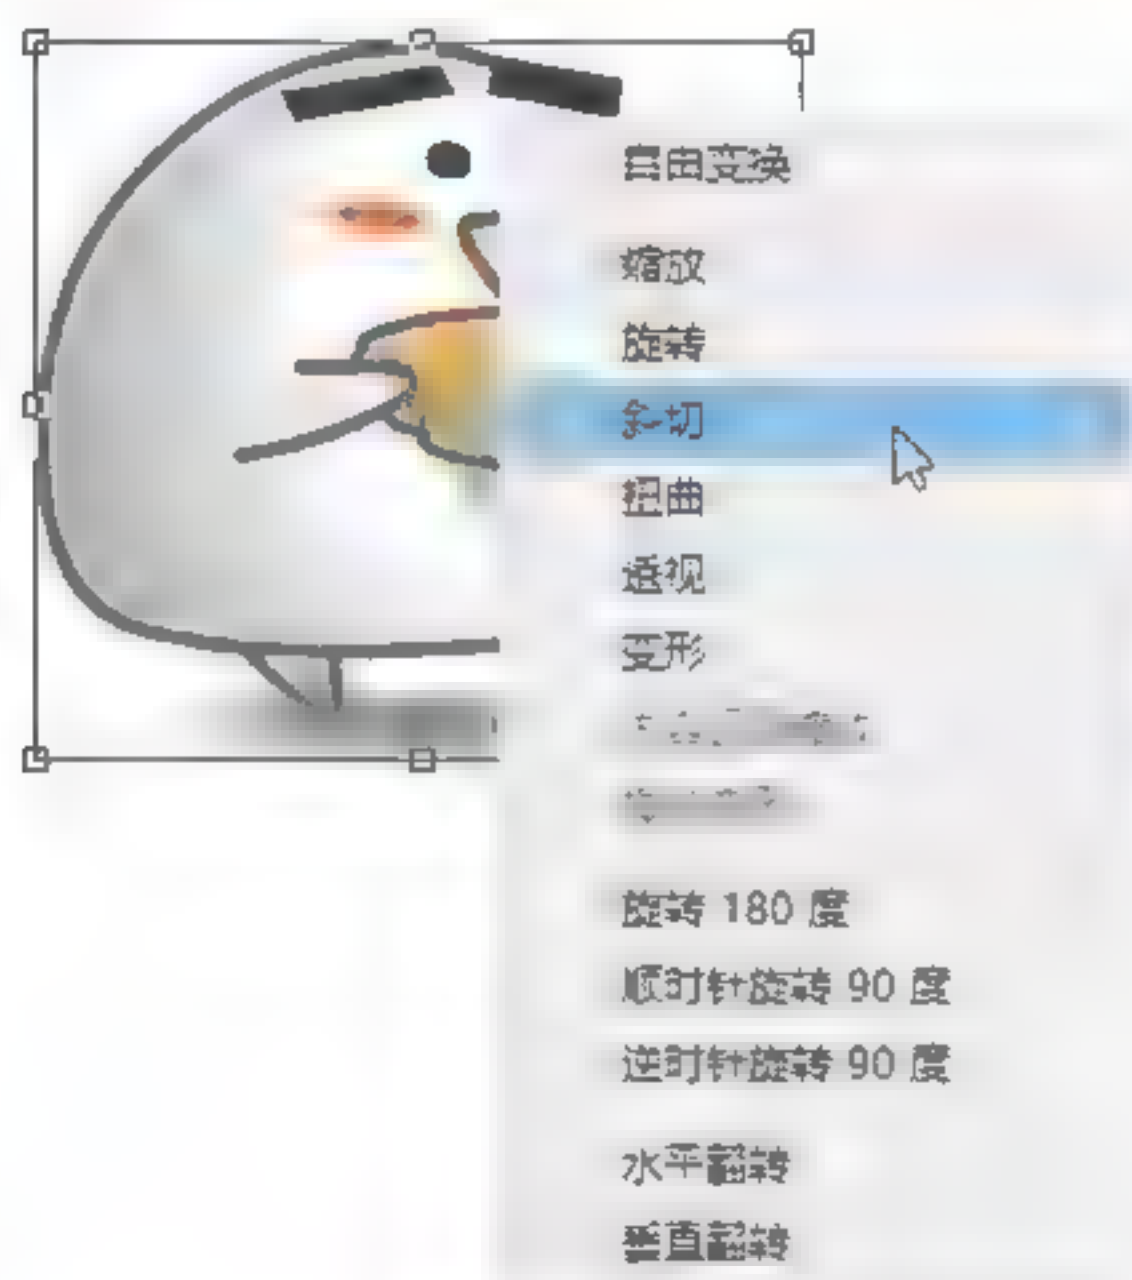 自由变换
缩放
旋转
斜切
扭曲
透视
变形
旋转 180 度
顺时针旋转 90 度
逆时针旋转 90 度
水平翻转
垂直翻转